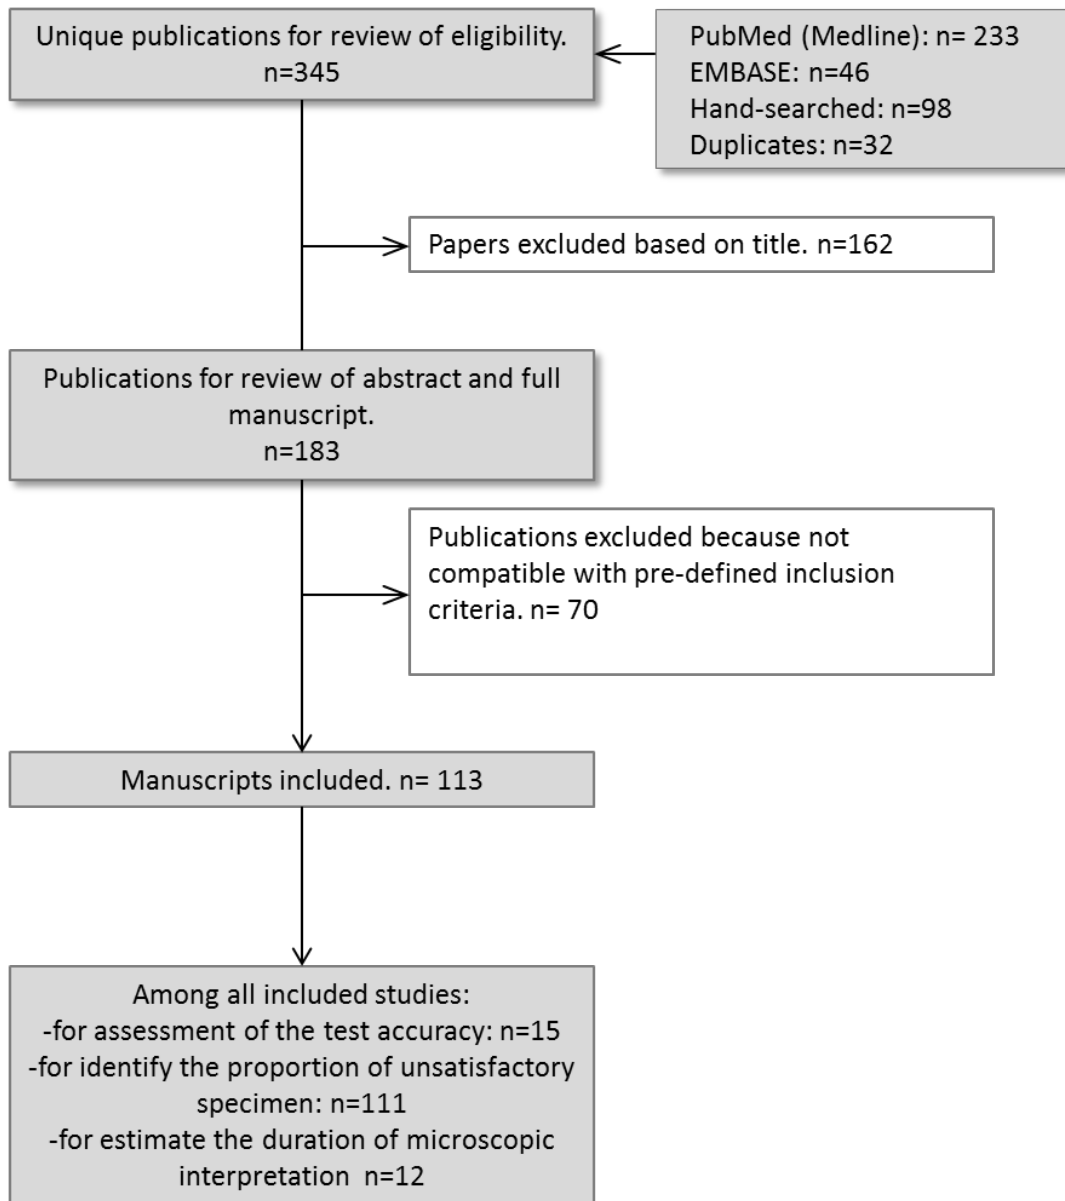 Unique publications for review of eligibility.
n=345
PubMed (Medline): n= 233
EMBASE: n=46
Hand-searched: n=98
Duplicates: n=32
Papers excluded based on title. n=162
Publications for review of abstract and full
manuscript.
n=183
Publications excluded because not
compatible with pre-defined inclusion
criteria. n= 70
Manuscripts included. n= 113
Among all included studies:
-for assessment of the test accuracy: n=15
-for identify the proportion of unsatisfactory
specimen: n=111
-for estimate the duration of microscopic
interpretation n=12